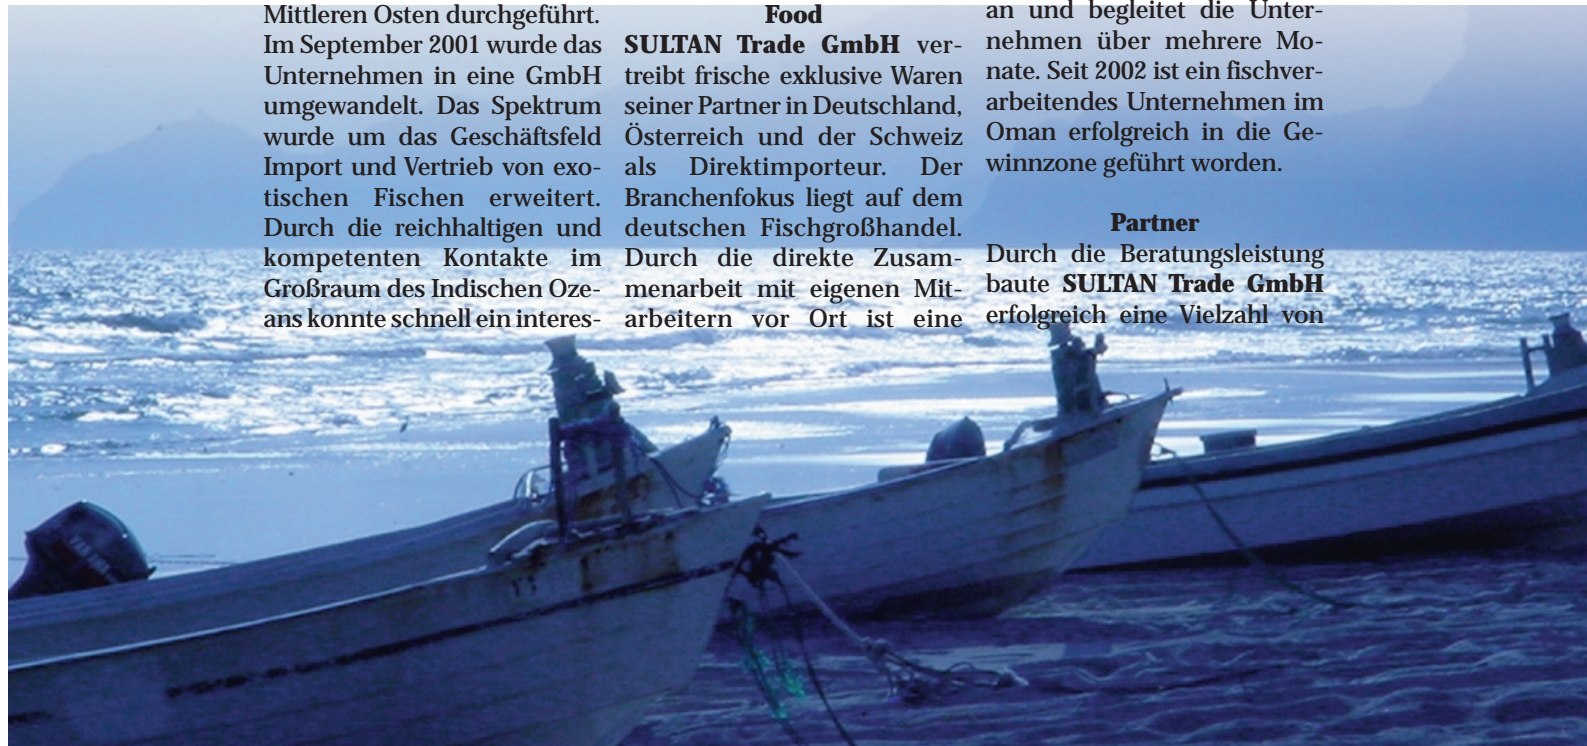 Mittleren Osten durchgeführt.
Im September 2001 wurde das
Unternehmen in eine GmbH
umgewandelt. Das Spektrum
wurde um das Geschäftsfeld
Import und Vertrieb von exo-
tischen Fischen erweitert.
Durch die reichhaltigen und
kompetenten Kontakte im
Großraum des Indischen Oze-
ans konnte schnell ein interes-
Food
SULTAN Trade GmbH ver-
treibt frische exklusive Waren
seiner Partner in Deutschland,
Österreich und der Schweiz
als Direktimporteur. Der
Branchenfokus liegt auf dem
deutschen Fischgroßhandel.
Durch die direkte Zusam-
menarbeit mit eigenen Mit-
arbeitern vor Ort ist eine
an und begleitet die Unter-
nehmen über mehrere Mo-
nate. Seit 2002 ist ein fischver-
arbeitendes Unternehmen im
Oman erfolgreich in die Ge-
winnzone geführt worden.
Partner
Durch die Beratungsleistung
baute SULTAN Trade GmbH
erfolgreich eine Vielzahl von